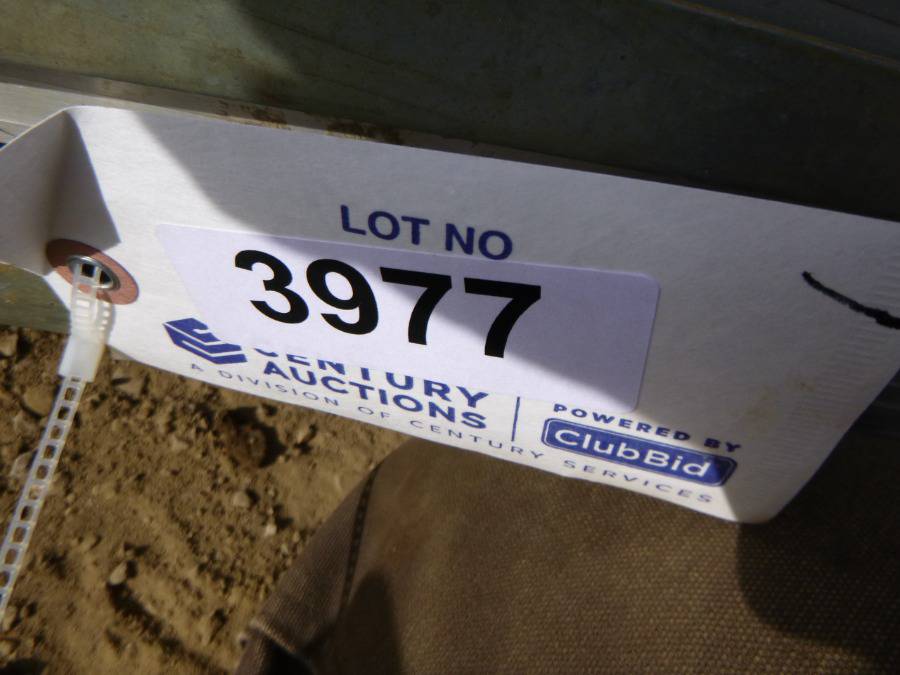 LOT NO
3977
CENTURY
AUCTIONS
A DIVISION OF CENTURY SERVICES
POWERED BY
ClubBid